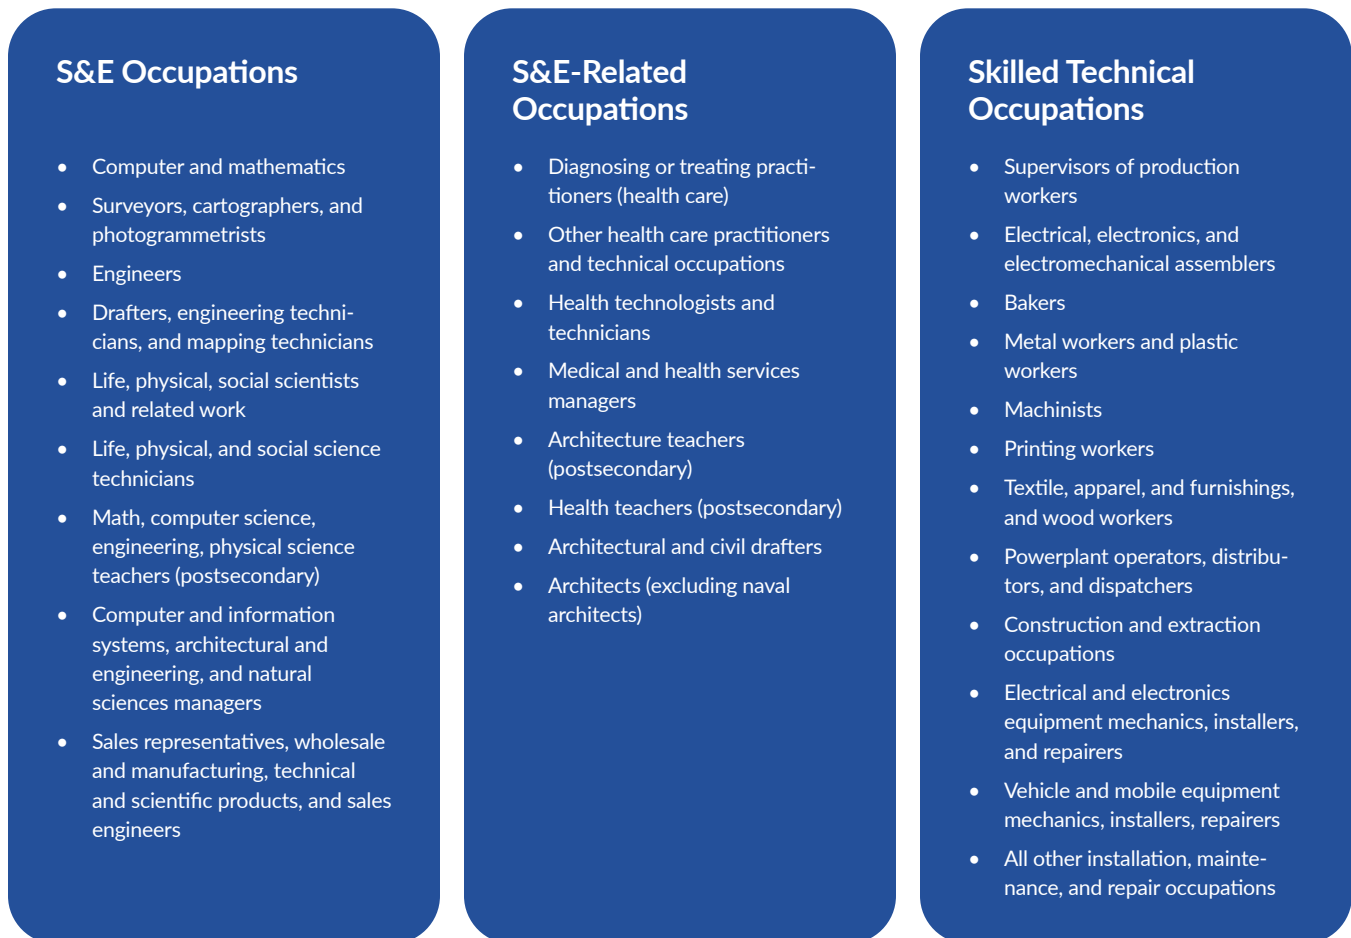 S&E Occupations
• Computer and mathematics
• Surveyors, cartographers, and
photogrammetrists
• Engineers
• Drafters, engineering techni-
cians, and mapping technicians
• Life, physical, social scientists
and related work
• Life, physical, and social science
technicians
• Math, computer science,
engineering, physical science
teachers (postsecondary)
• Computer and information
systems, architectural and
engineering, and natural
sciences managers
• Sales representatives, wholesale
and manufacturing, technical
and scientific products, and sales
engineers
S&E-Related
Occupations
• Diagnosing or treating practi-
tioners (health care)
• Other health care practitioners
and technical occupations
• Health technologists and
technicians
• Medical and health services
managers
• Architecture teachers
(postsecondary)
• Health teachers (postsecondary)
• Architectural and civil drafters
• Architects (excluding naval
architects)
Skilled Technical
Occupations
• Supervisors of production
workers
• Electrical, electronics, and
electromechanical assemblers
• Bakers
• Metal workers and plastic
workers
• Machinists
• Printing workers
• Textile, apparel, and furnishings,
and wood workers
• Powerplant operators, distribu-
tors, and dispatchers
• Construction and extraction
occupations
• Electrical and electronics
equipment mechanics, installers,
and repairers
• Vehicle and mobile equipment
mechanics, installers, repairers
• All other installation, mainte-
nance, and repair occupations